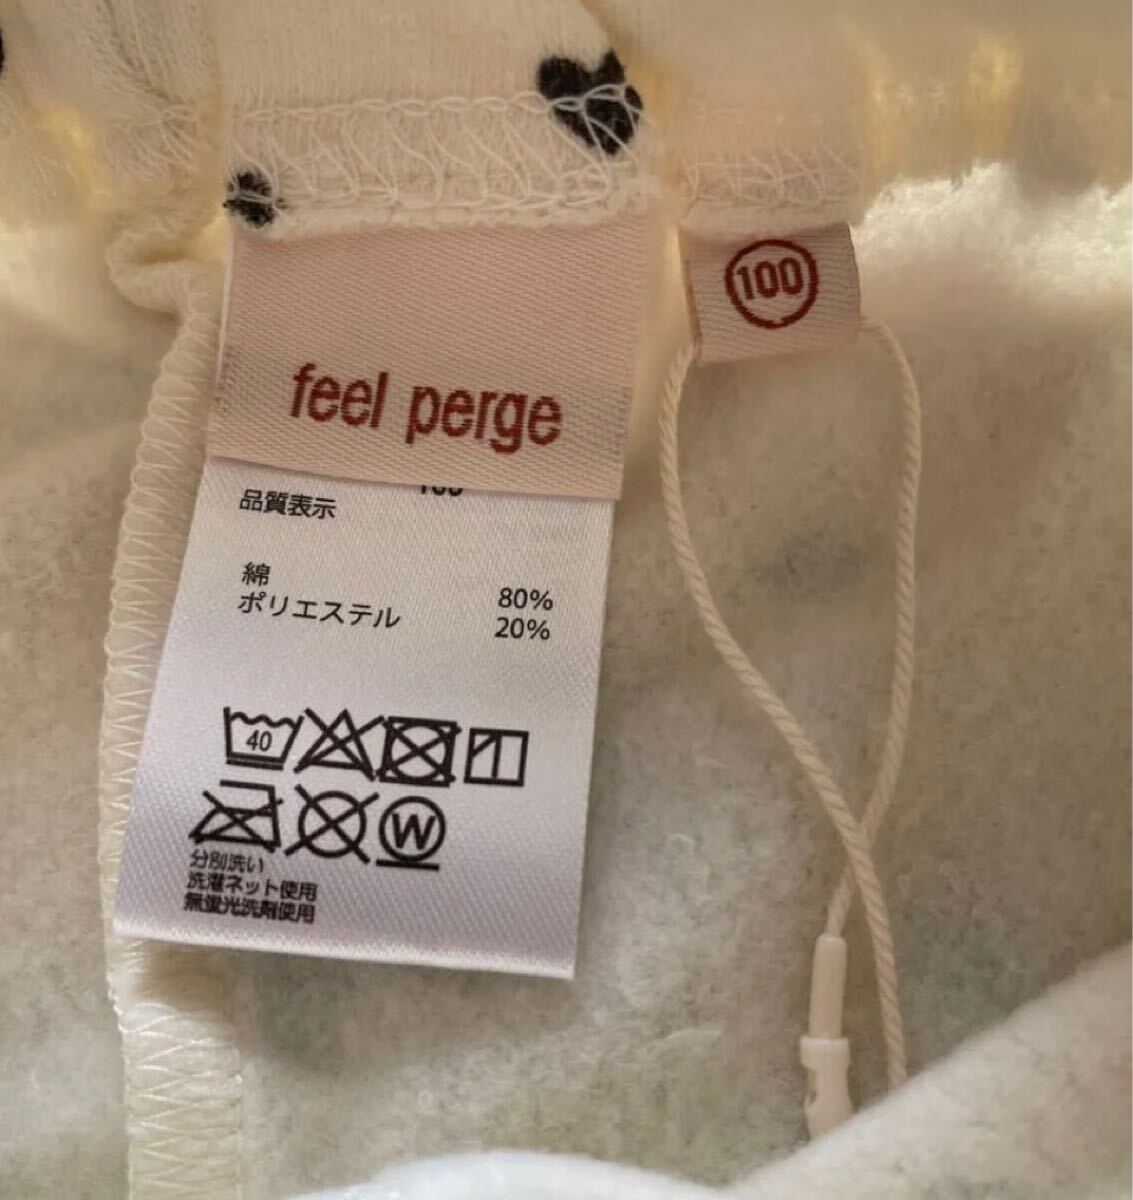 100
feel perge
品質表示
綿 80%
ポリエステル 20%
40
W
分別洗い
洗濯ネット使用
無蛍光洗剤使用